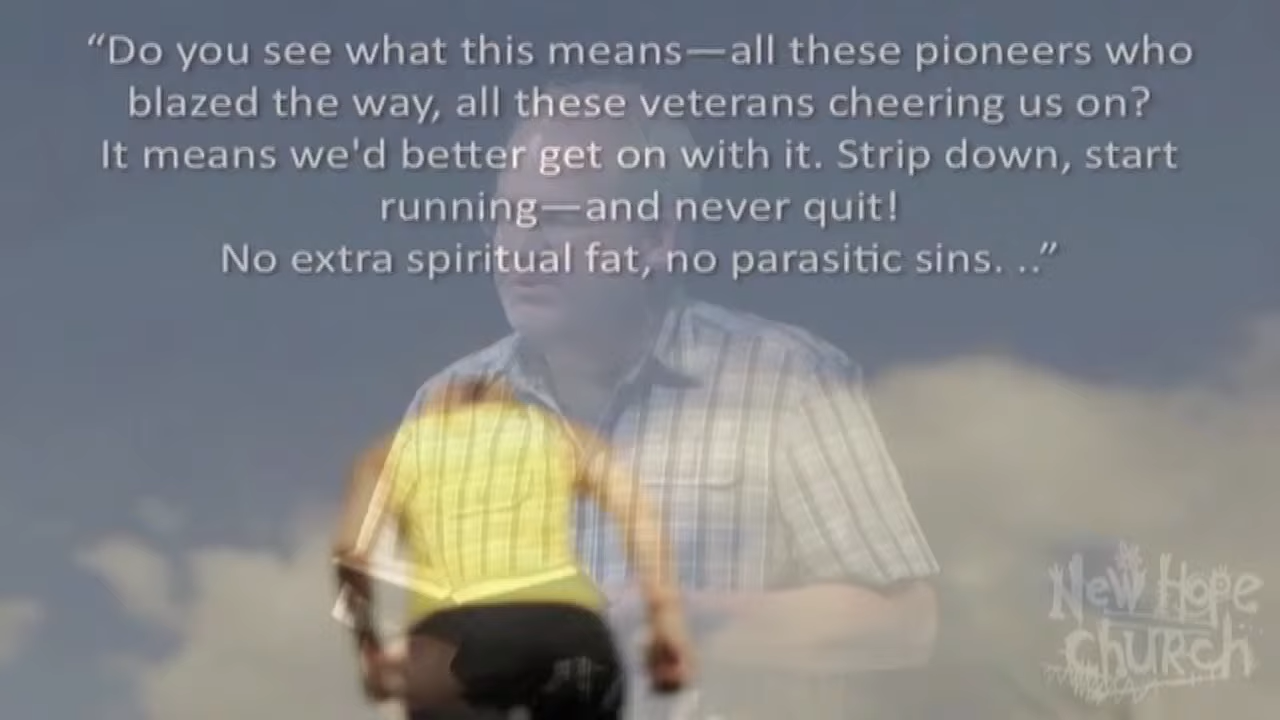 “Do you see what this means—all these pioneers who
blazed the way, all these veterans cheering us on?
It means we'd better get on with it. Strip down, start
running—and never quit!
No extra spiritual fat, no parasitic sins. ..”
New Hope
church